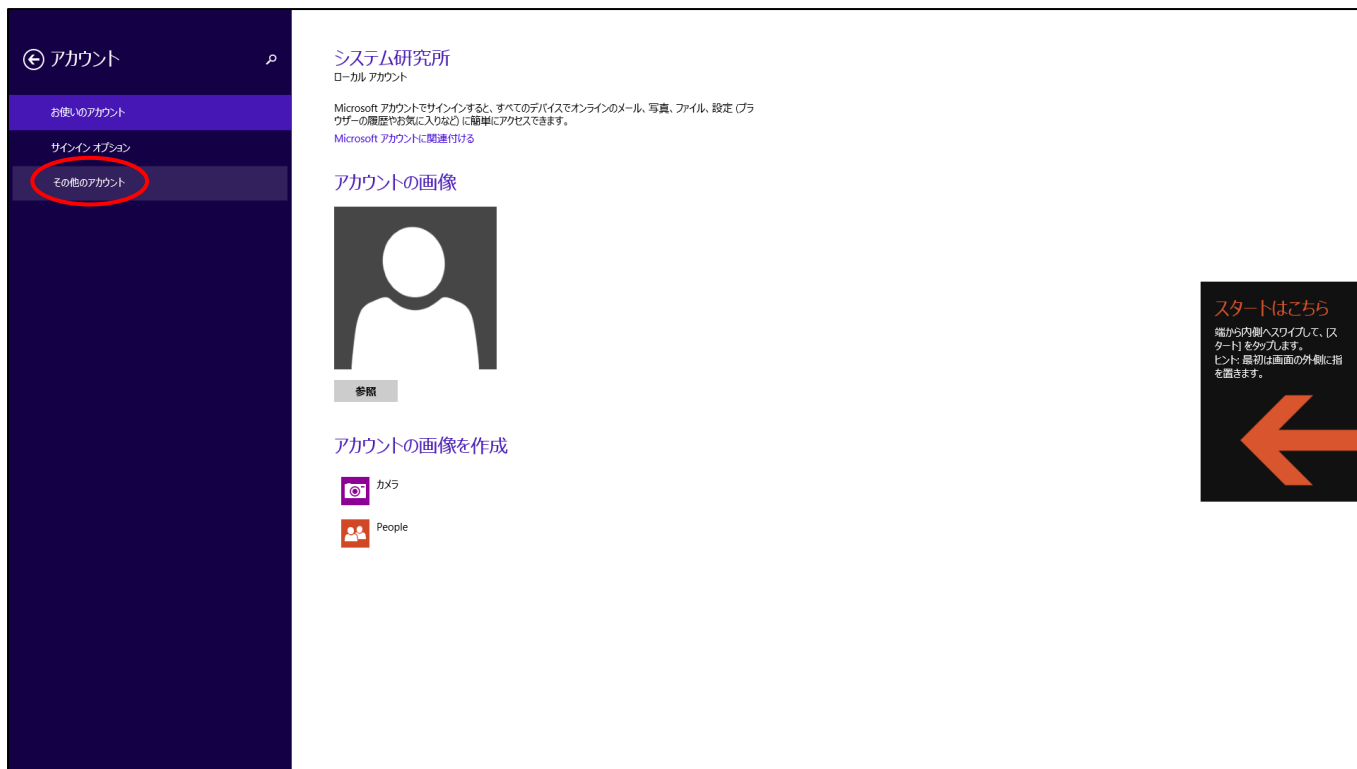 アカウント
お使いのアカウント
サインイン オプション
その他のアカウント
システム研究所
ローカル アカウント
Microsoft アカウントでサインインすると、すべてのデバイスでオンラインのメール、写真、ファイル、設定 (ブラ
ウザーの履歴やお気に入りなど) に簡単にアクセスできます。
Microsoft アカウントに関連付ける
アカウントの画像
参照
アカウントの画像を作成
カメラ
People
スタートはこちら
端から内側へスワイプして、[ス
タート] をタップします。
ヒント: 最初は画面の外側に指
を置きます。